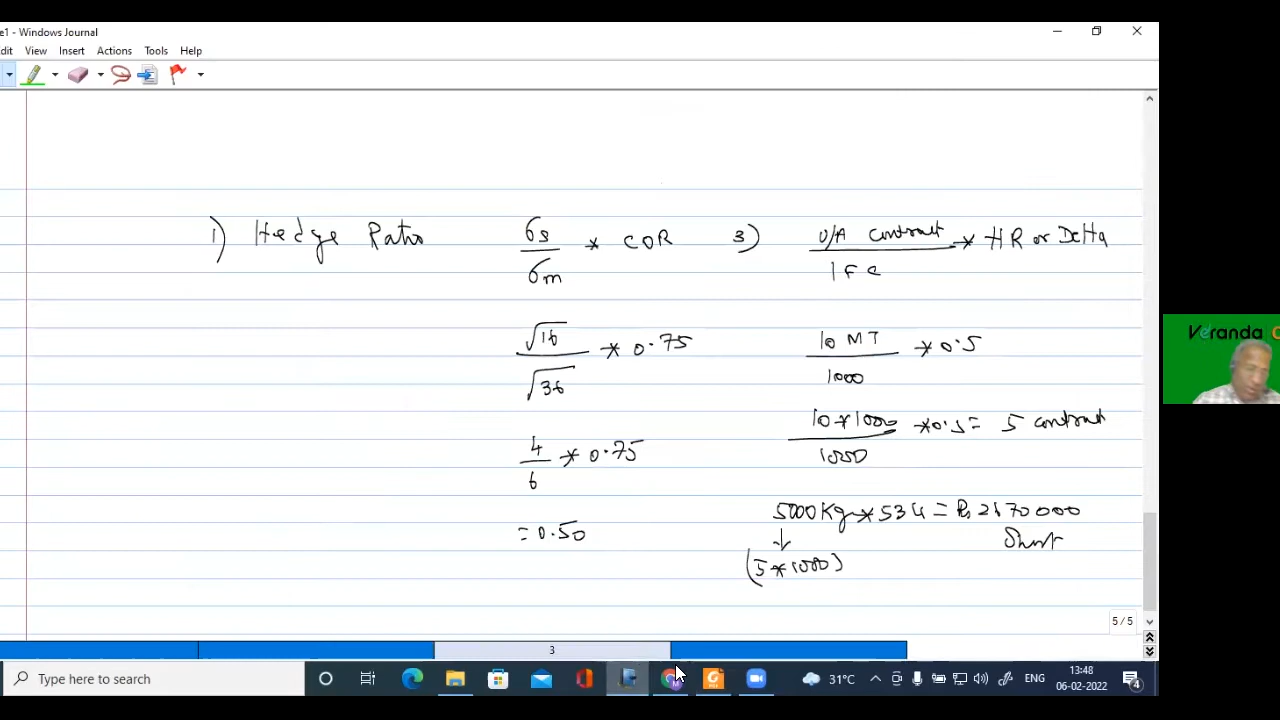 e1 - Windows Journal
dit View Insert Actions Tools Help
1) Hedge Ratio
σs
σm
* COR
√16
√36
* 0.75
4
6
* 0.75
= 0.50
3)
U/A contract
1 F C
* HR or Delta
10 MT
1000
* 0.5
10*1000
1000
*0.5= 5 contract
5000 Kg * 534 = Rs 2670000
(5*1000)
Short
5 / 5
3
Veranda C
Type here to search
31°C
ENG
13:48
06-02-2022
4